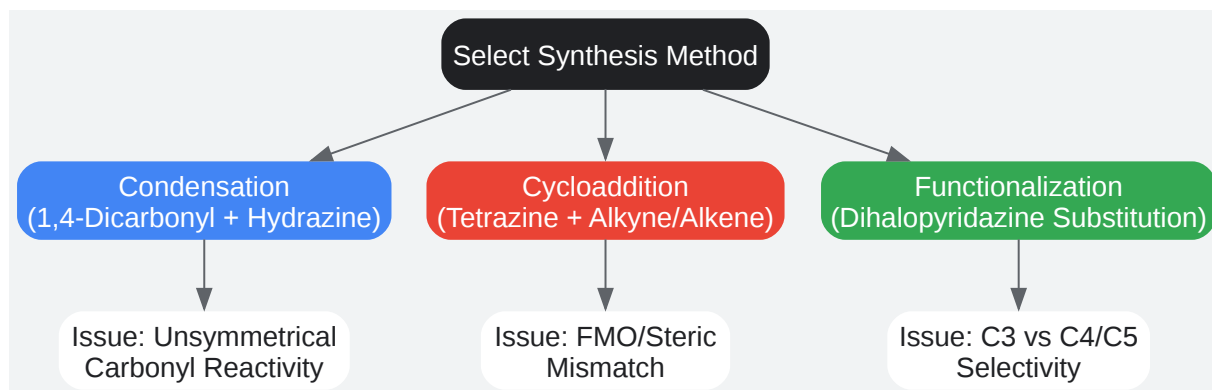 Select Synthesis Method
Condensation
(1,4-Dicarbonyl + Hydrazine)
Cycloaddition
(Tetrazine + Alkyne/Alkene)
Functionalization
(Dihalopyridazine Substitution)
Issue: Unsymmetrical
Carbonyl Reactivity
Issue: FMO/Steric
Mismatch
Issue: C3 vs C4/C5
Selectivity